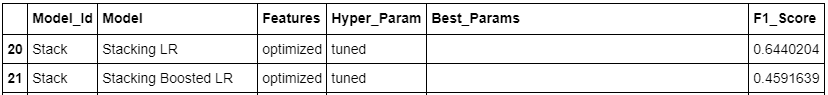 Model_Id Model Features Hyper_Param Best_Params F1_Score
20 Stack Stacking LR optimized tuned 0.6440204
21 Stack Stacking Boosted LR optimized tuned 0.4591639